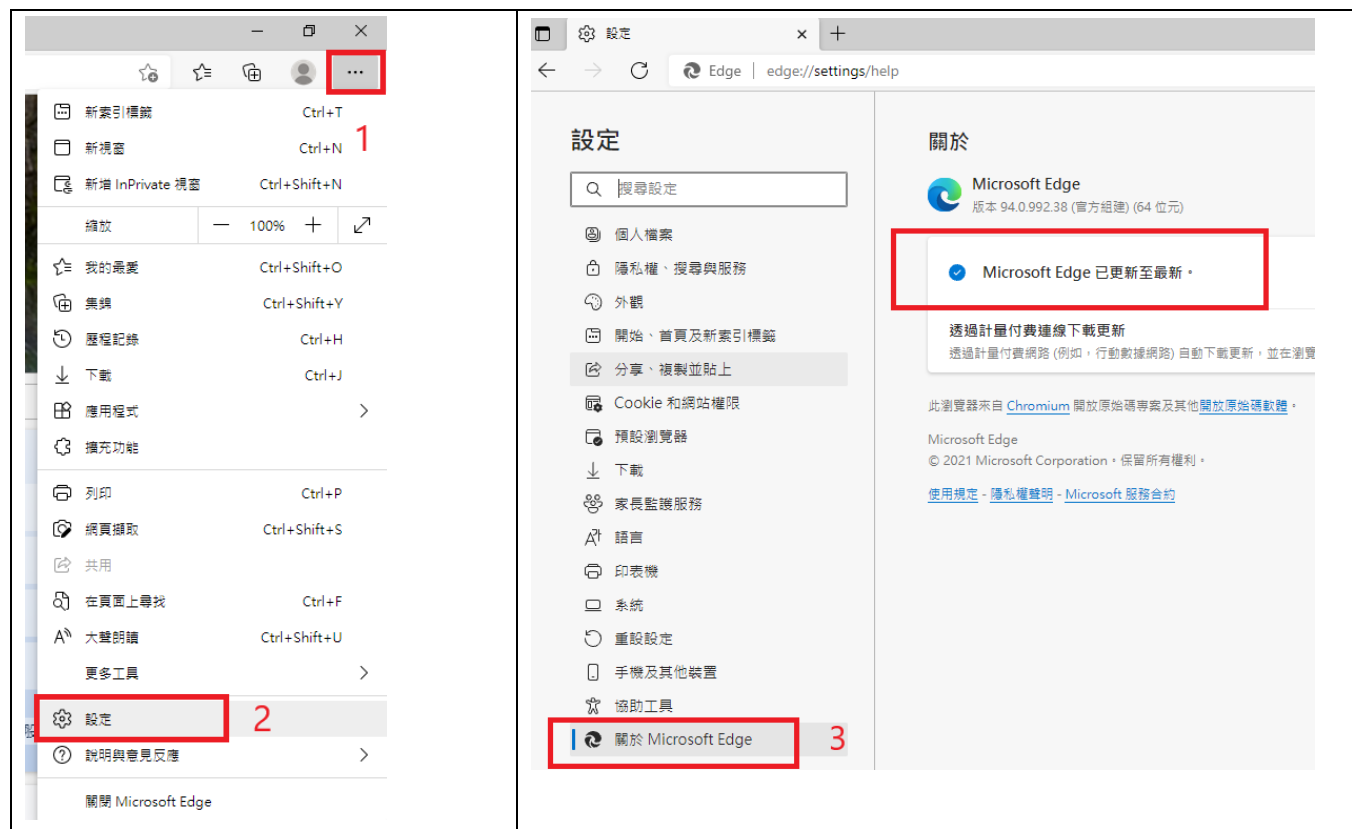 新索引標籤 Ctrl+T
1
新視窗 Ctrl+N
新增 InPrivate 視窗 Ctrl+Shift+N
縮放 — 100% +
我的最愛 Ctrl+Shift+O
集錦 Ctrl+Shift+Y
歷程記錄 Ctrl+H
下載 Ctrl+J
應用程式
擴充功能
列印 Ctrl+P
網頁擷取 Ctrl+Shift+S
共用
在頁面上尋找 Ctrl+F
大聲朗讀 Ctrl+Shift+U
更多工具
設定 2
說明與意見反應
關閉 Microsoft Edge
設定
Edge | edge://settings/help
設定
搜尋設定
個人檔案
隱私權、搜尋與服務
外觀
開始、首頁及新索引標籤
分享、複製並貼上
Cookie 和網站權限
預設瀏覽器
下載
家長監護服務
語言
印表機
系統
重設設定
手機及其他裝置
協助工具
關於 Microsoft Edge 3
關於
Microsoft Edge
版本 94.0.992.38 (官方組建) (64 位元)
Microsoft Edge 已更新至最新。
透過計量付費連線下載更新
透過計量付費網路 (例如，行動數據網路) 自動下載更新，並在瀏覽
此瀏覽器來自 Chromium 開放原始碼專案及其他開放原始碼軟體。
Microsoft Edge
© 2021 Microsoft Corporation。保留所有權利。
使用規定 - 隱私權聲明 - Microsoft 服務合約